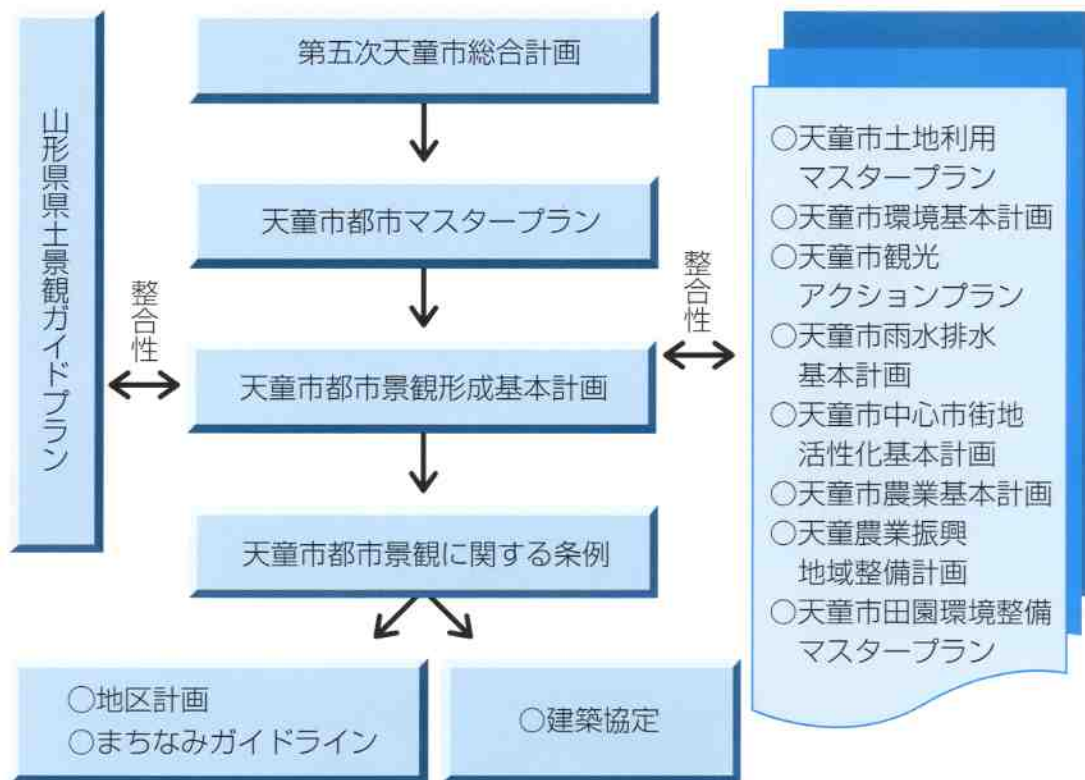 第五次天童市総合計画
山形県県土景観ガイドプラン
天童市都市マスタープラン
整合性
天童市都市景観形成基本計画
整合性
天童市都市景観に関する条例
○地区計画
○まちなみガイドライン
○建築協定
○天童市土地利用
マスタープラン
○天童市環境基本計画
○天童市観光
アクションプラン
○天童市雨水排水
基本計画
○天童市中心市街地
活性化基本計画
○天童市農業基本計画
○天童農業振興
地域整備計画
○天童市田園環境整備
マスタープラン